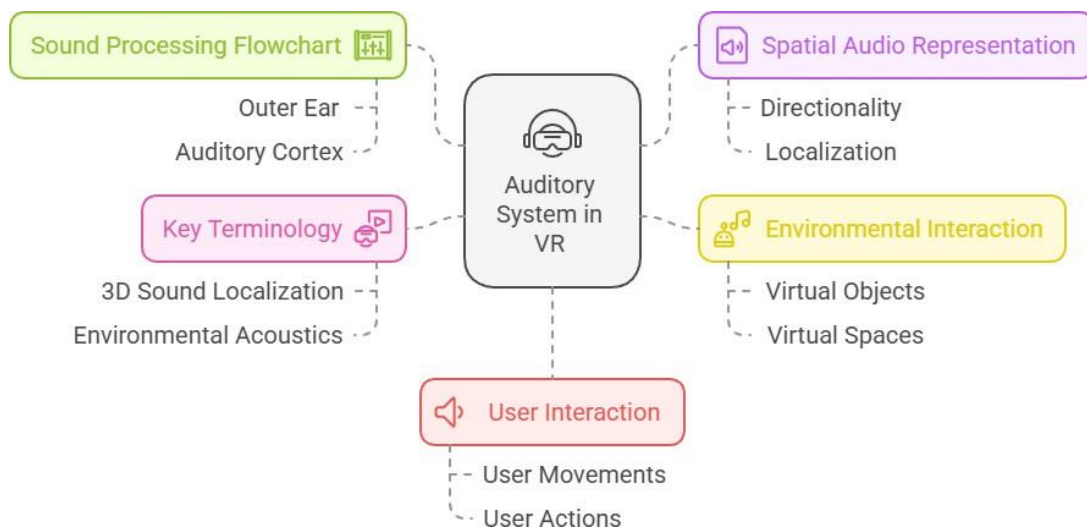 Sound Processing Flowchart
Outer Ear
Auditory Cortex
Key Terminology
3D Sound Localization
Environmental Acoustics
Auditory
System in
VR
Spatial Audio Representation
Directionality
Localization
Environmental Interaction
Virtual Objects
Virtual Spaces
User Interaction
User Movements
User Actions